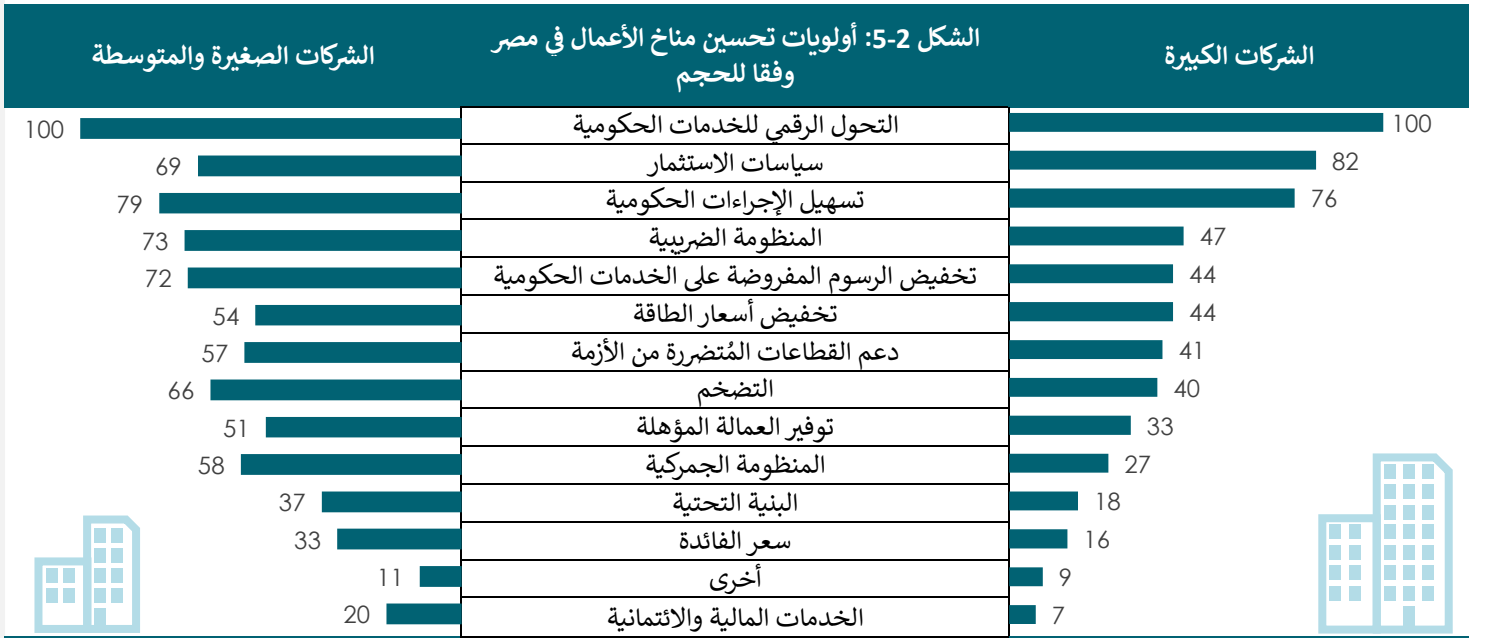 الشركات الكبيرة
الشكل 2-5: أولويات تحسين مناخ الأعمال في مصر
وفقا للحجم
الشركات الصغيرة والمتوسطة
100 التحول الرقمي للخدمات الحكومية 100
82 سياسات الاستثمار 69
76 تسهيل الإجراءات الحكومية 79
47 المنظومة الضريبية 73
44 تخفيض الرسوم المفروضة على الخدمات الحكومية 72
44 تخفيض أسعار الطاقة 54
41 دعم القطاعات المُتضررة من الأزمة 57
40 التضخم 66
33 توفير العمالة المؤهلة 51
27 المنظومة الجمركية 58
18 البنية التحتية 37
16 سعر الفائدة 33
9 أخرى 11
7 الخدمات المالية والائتمانية 20